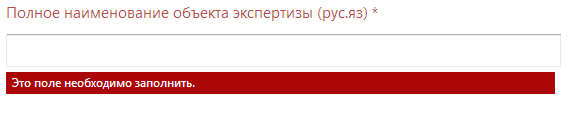 Полное наименование объекта экспертизы (рус.яз) *
Это поле необходимо заполнить.